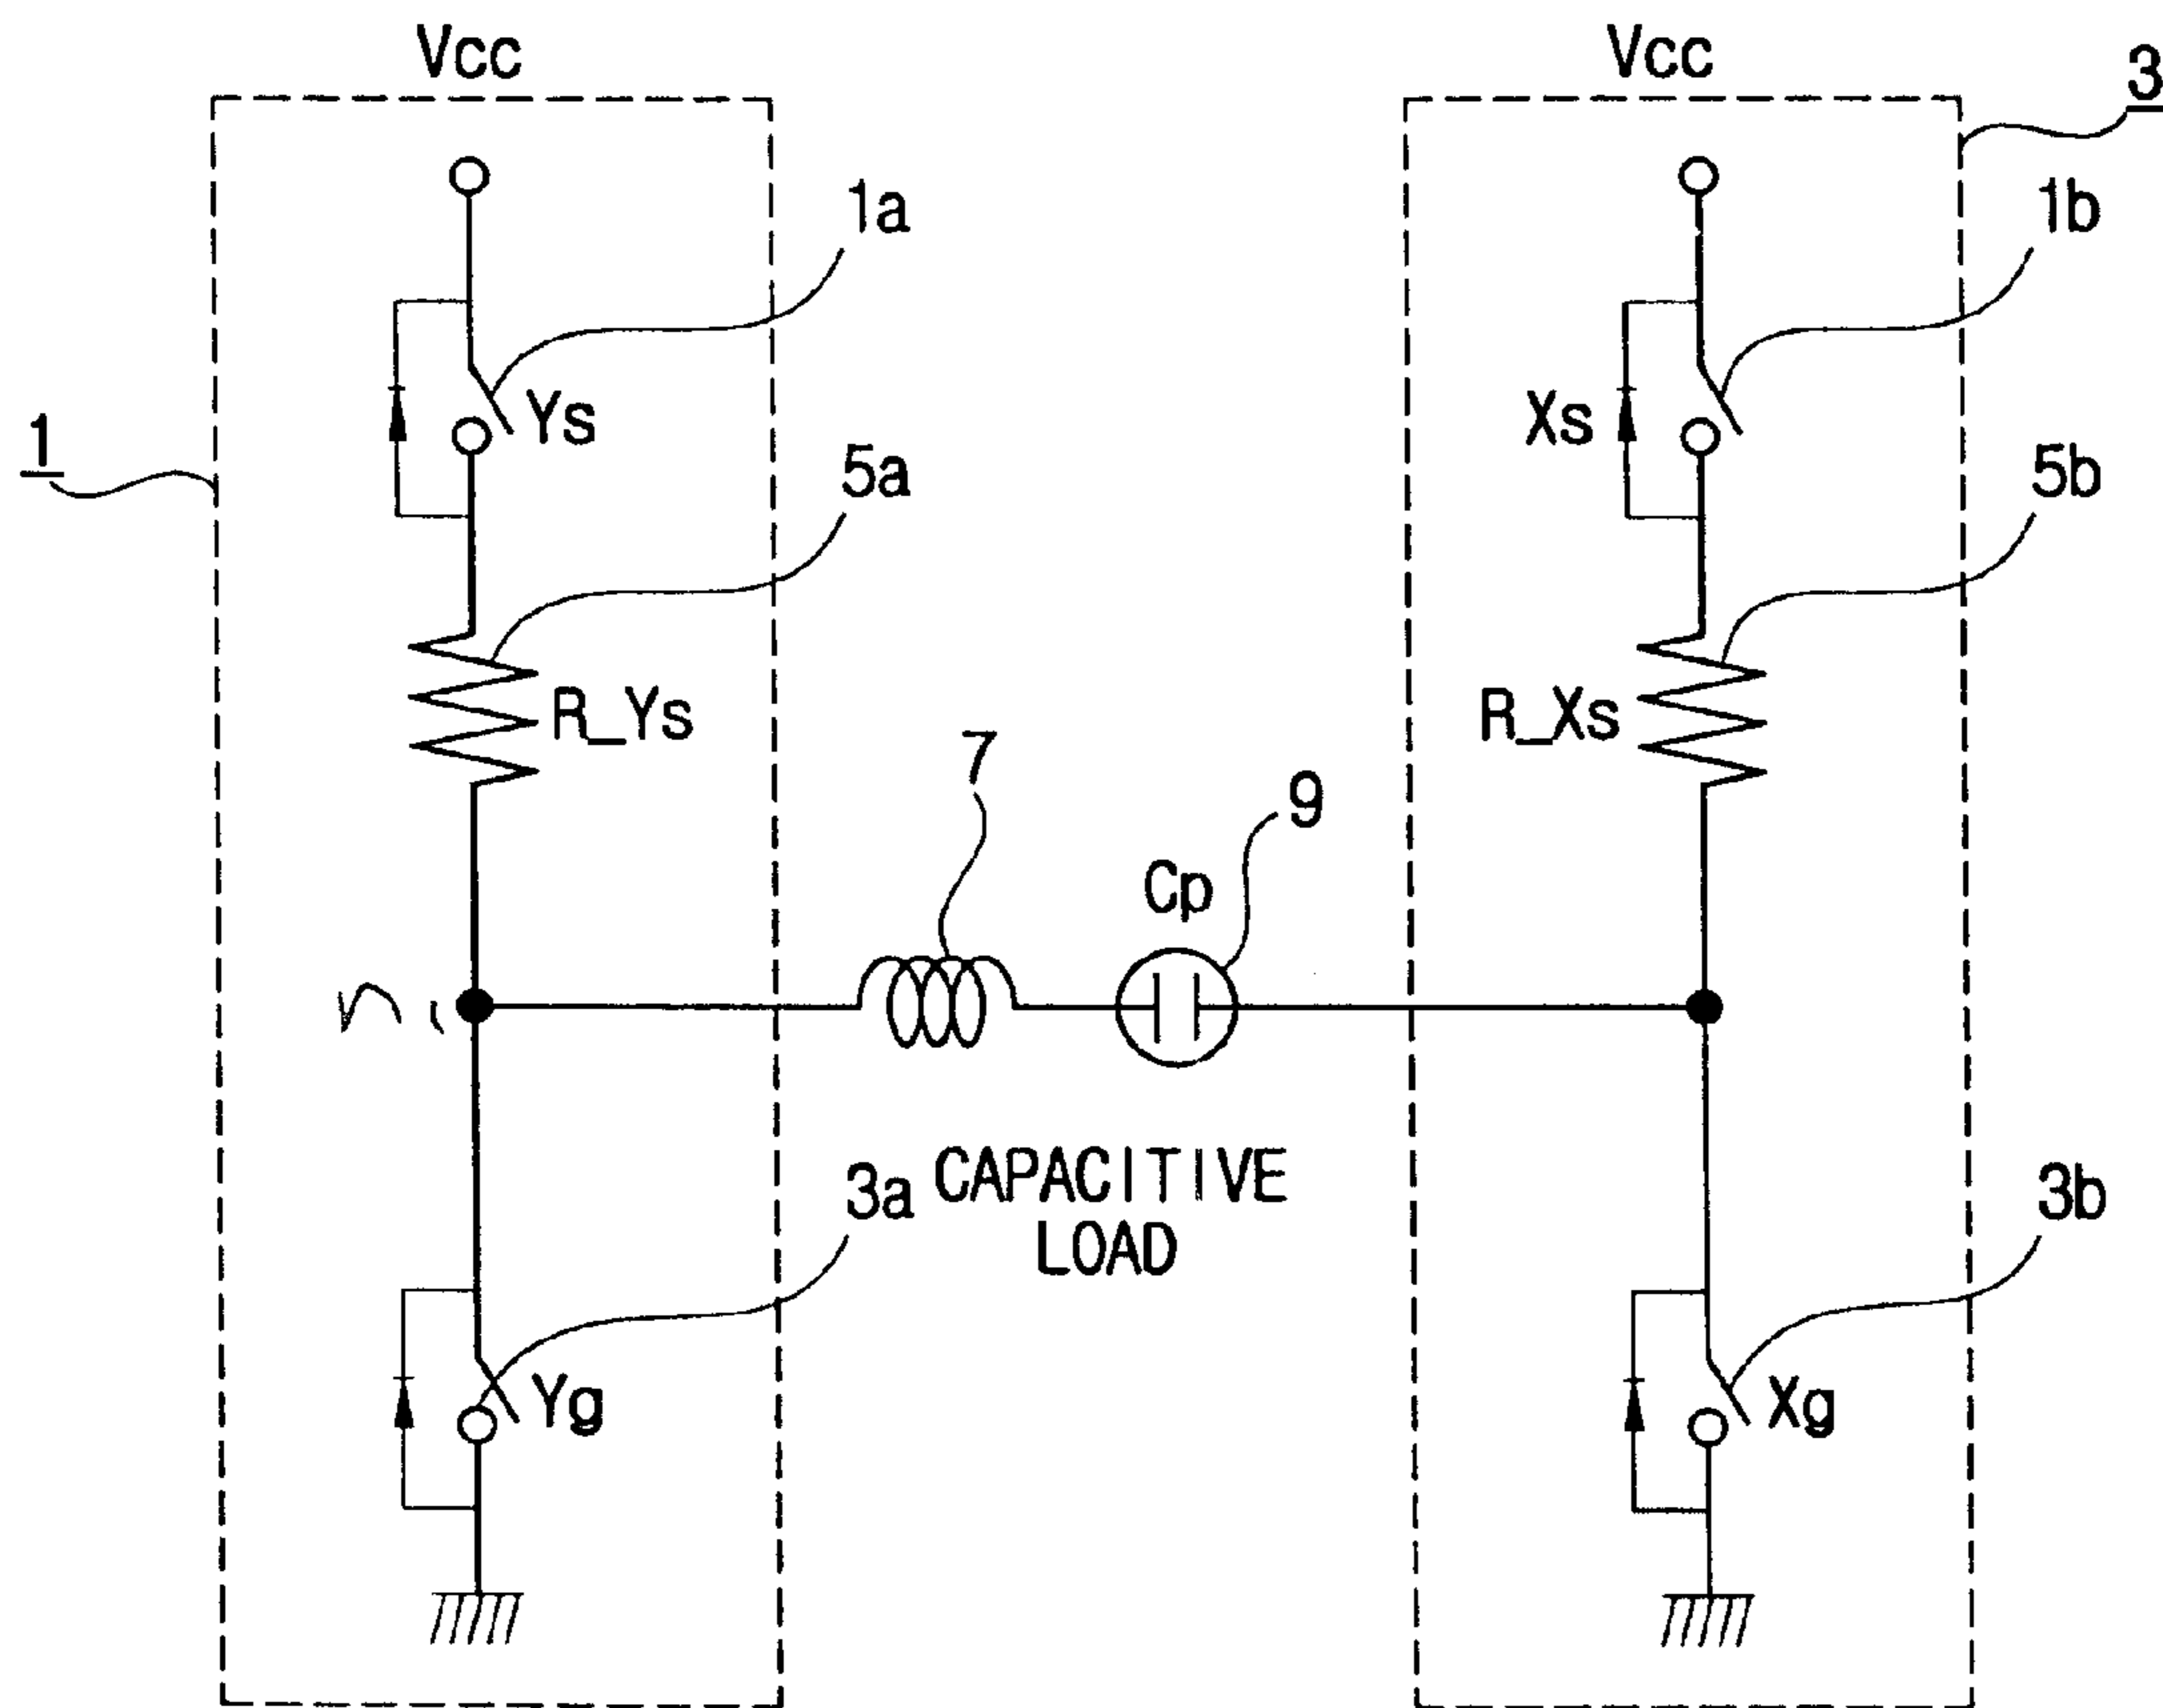 Vcc
Vcc
3
1a
1b
Ys
Xs
1
5a
5b
R_Ys
R_Xs
7
9
Cp
n1
3a
CAPACITIVE
LOAD
3b
Yg
Xg